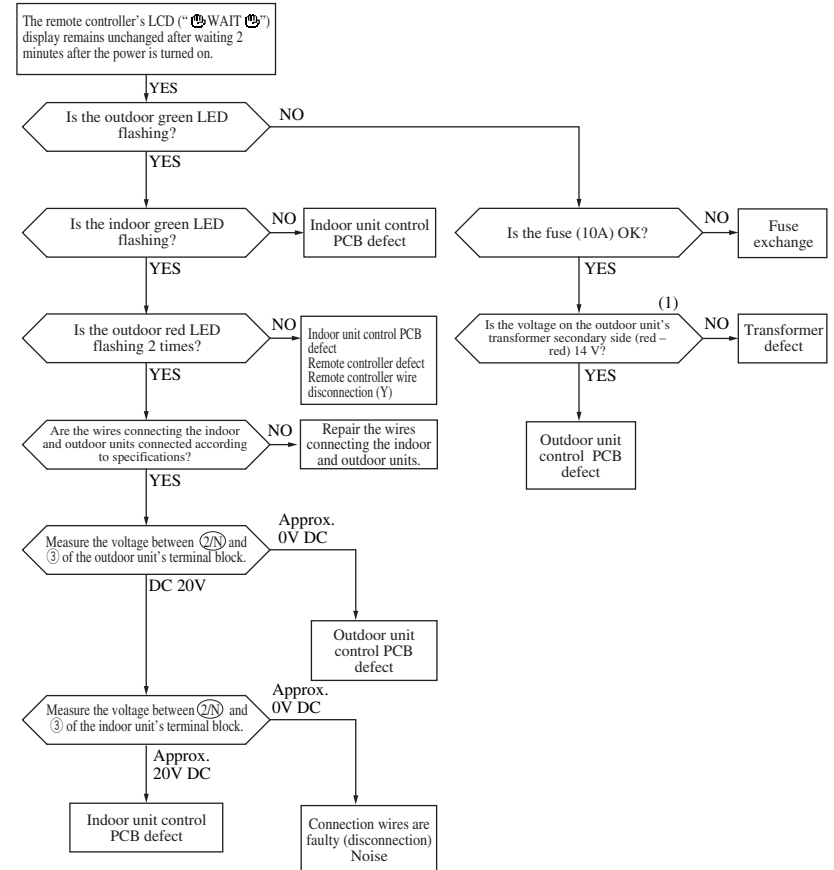 The remote controller's LCD (“ WAIT ”)
display remains unchanged after waiting 2
minutes after the power is turned on.
YES
Is the outdoor green LED
flashing?
NO
YES
Is the indoor green LED
flashing?
NO
Indoor unit control
PCB defect
YES
Is the fuse (10A) OK?
NO
Fuse
exchange
YES
Is the outdoor red LED
flashing 2 times?
NO
Indoor unit control PCB
defect
Remote controller defect
Remote controller wire
disconnection (Y)
YES
(1)
Is the voltage on the outdoor unit's
transformer secondary side (red –
red) 14 V?
NO
Transformer
defect
YES
Outdoor unit
control PCB
defect
Are the wires connecting the indoor
and outdoor units connected according
to specifications?
NO
Repair the wires
connecting the indoor
and outdoor units.
YES
Measure the voltage between 2/N and
③ of the outdoor unit's terminal block.
Approx.
0V DC
DC 20V
Outdoor unit
control PCB
defect
Measure the voltage between 2/N and
③ of the indoor unit's terminal block.
Approx.
0V DC
Approx.
20V DC
Indoor unit control
PCB defect
Connection wires are
faulty (disconnection)
Noise